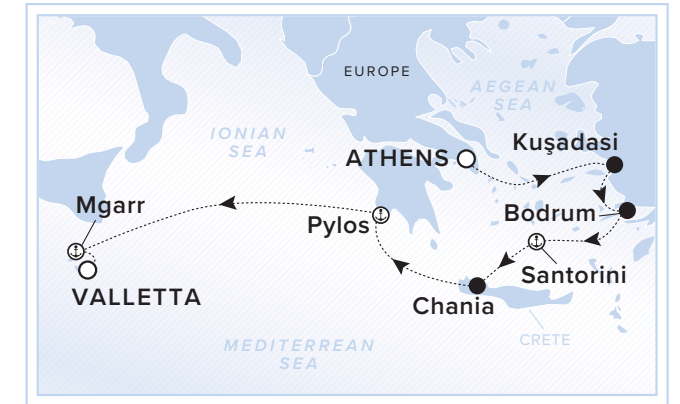 EUROPE
AEGEAN
SEA
IONIAN
SEA
ATHENS
Kuşadasi
Mgarr
Pylos
Bodrum
Santorini
VALLETTA
Chania
CRETE
MEDITERREAN
SEA